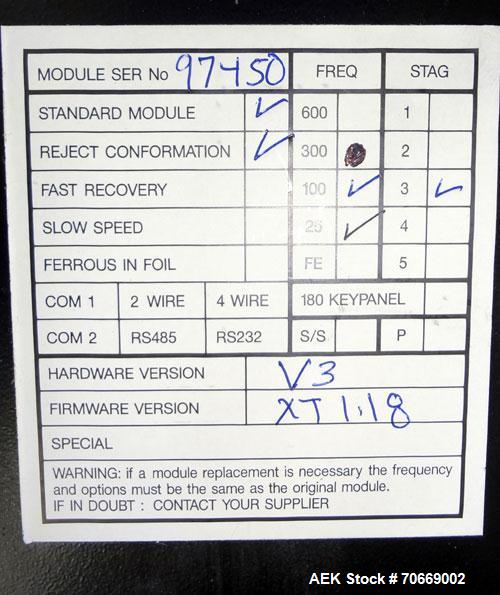 MODULE SER No 97450 FREQ STAG
STANDARD MODULE ✓ 600 1
REJECT CONFORMATION ✓ 300 2
FAST RECOVERY 100 ✓ 3 ✓
SLOW SPEED 25 ✓ 4
FERROUS IN FOIL FE 5
COM 1 2 WIRE 4 WIRE 180 KEYPANEL
COM 2 RS485 RS232 S/S P
HARDWARE VERSION V3
FIRMWARE VERSION XT 1.18
SPECIAL
WARNING: if a module replacement is necessary the frequency
and options must be the same as the original module.
IF IN DOUBT : CONTACT YOUR SUPPLIER
AEK Stock # 70669002